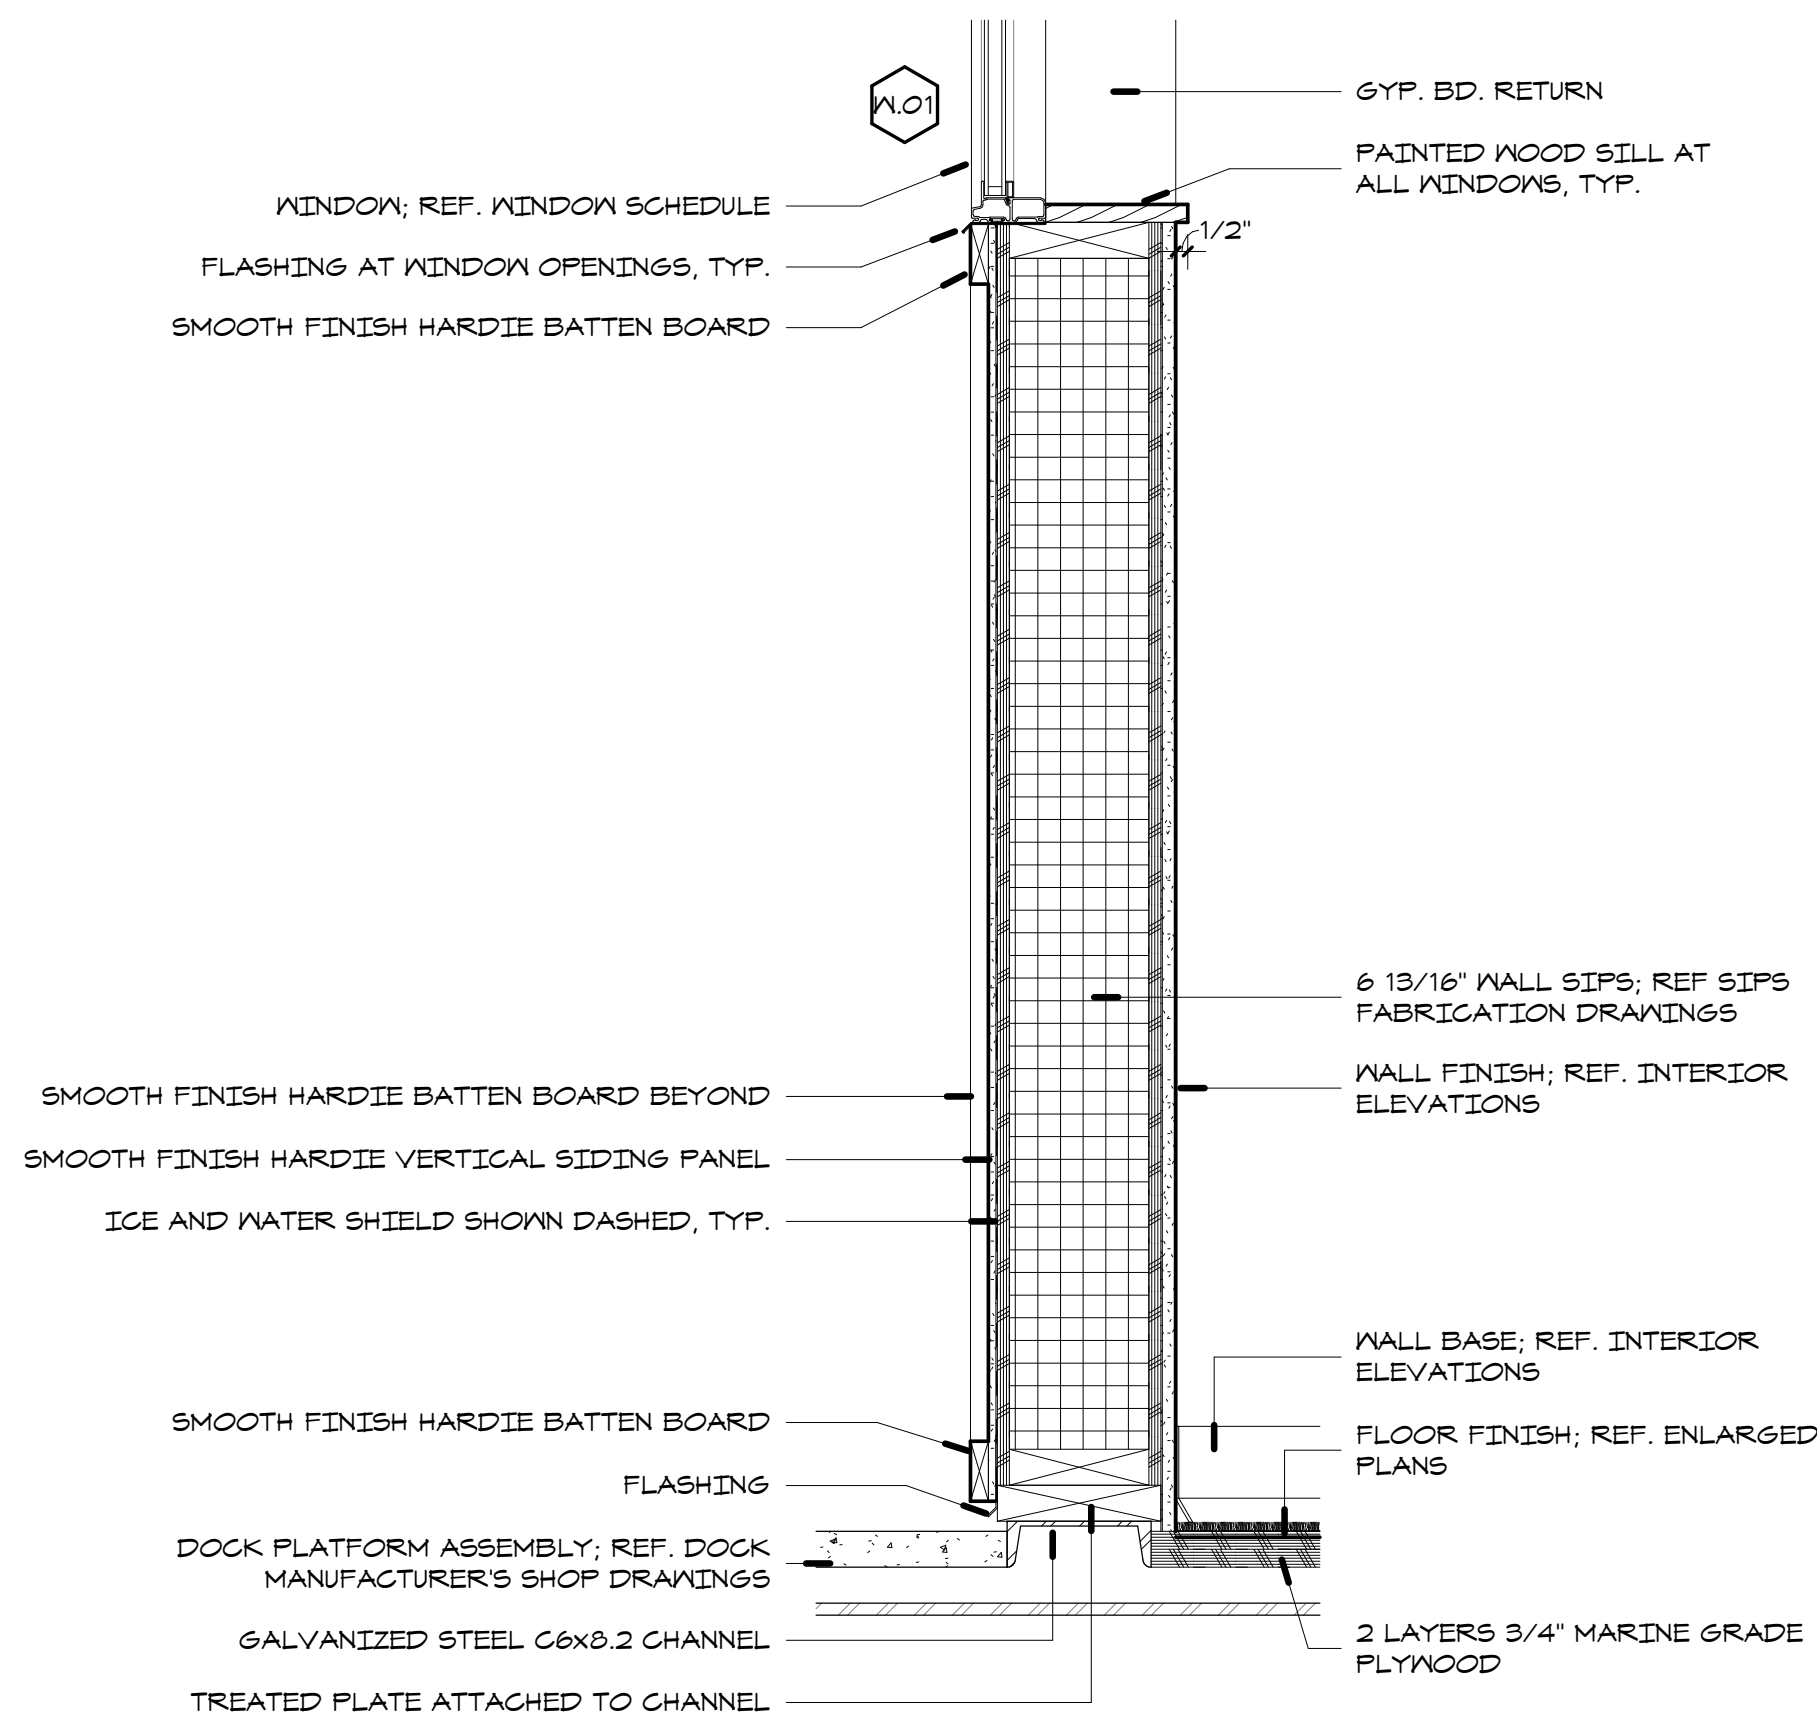 W.01
WINDOW; REF. WINDOW SCHEDULE
FLASHING AT WINDOW OPENINGS, TYP.
SMOOTH FINISH HARDIE BATTEN BOARD
SMOOTH FINISH HARDIE BATTEN BOARD BEYOND
SMOOTH FINISH HARDIE VERTICAL SIDING PANEL
ICE AND WATER SHIELD SHOWN DASHED, TYP.
SMOOTH FINISH HARDIE BATTEN BOARD
FLASHING
DOCK PLATFORM ASSEMBLY; REF. DOCK
MANUFACTURER'S SHOP DRAWINGS
GALVANIZED STEEL C6x8.2 CHANNEL
TREATED PLATE ATTACHED TO CHANNEL
GYP. BD. RETURN
PAINTED WOOD SILL AT
ALL WINDOWS, TYP.
1/2"
6 13/16" WALL SIPS; REF SIPS
FABRICATION DRAWINGS
WALL FINISH; REF. INTERIOR
ELEVATIONS
WALL BASE; REF. INTERIOR
ELEVATIONS
FLOOR FINISH; REF. ENLARGED
PLANS
2 LAYERS 3/4" MARINE GRADE
PLYWOOD